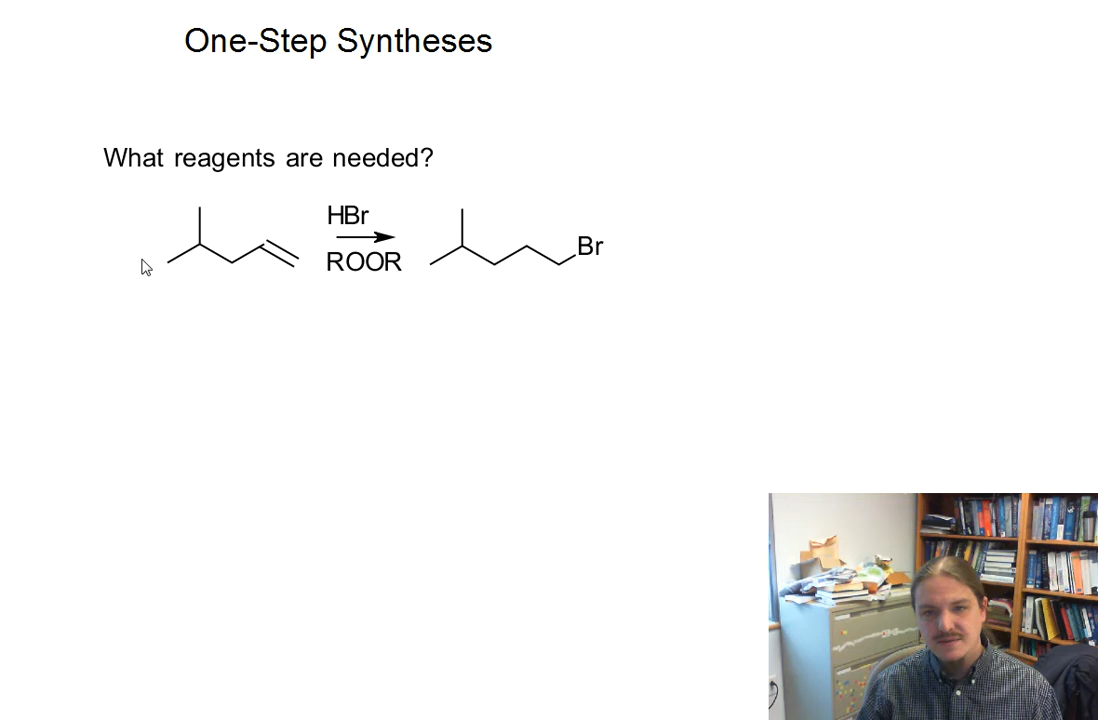 One-Step Syntheses
What reagents are needed?
HBr
ROOR
Br